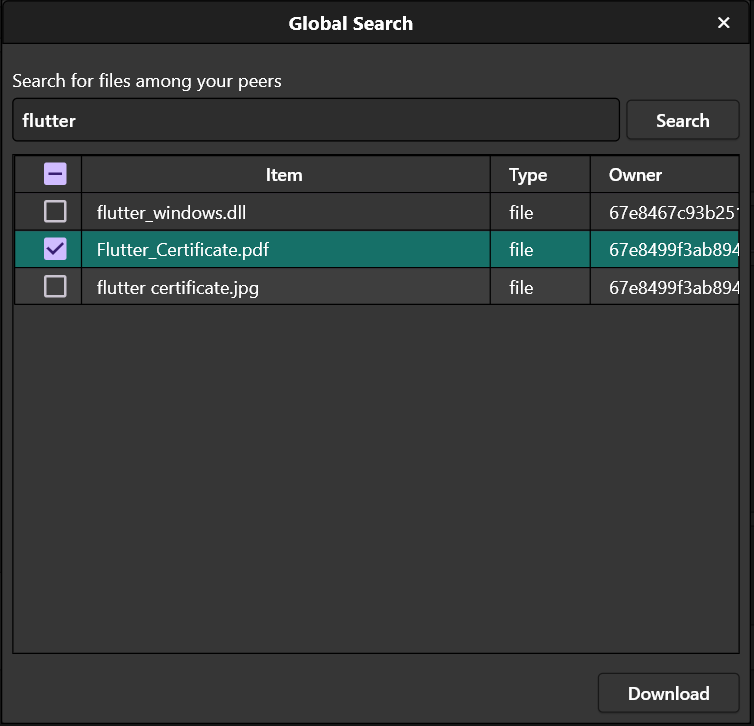 Global Search
Search for files among your peers
flutter Search
Item Type Owner
flutter_windows.dll file 67e8467c93b251
Flutter_Certificate.pdf file 67e8499f3ab894
flutter certificate.jpg file 67e8499f3ab894
Download